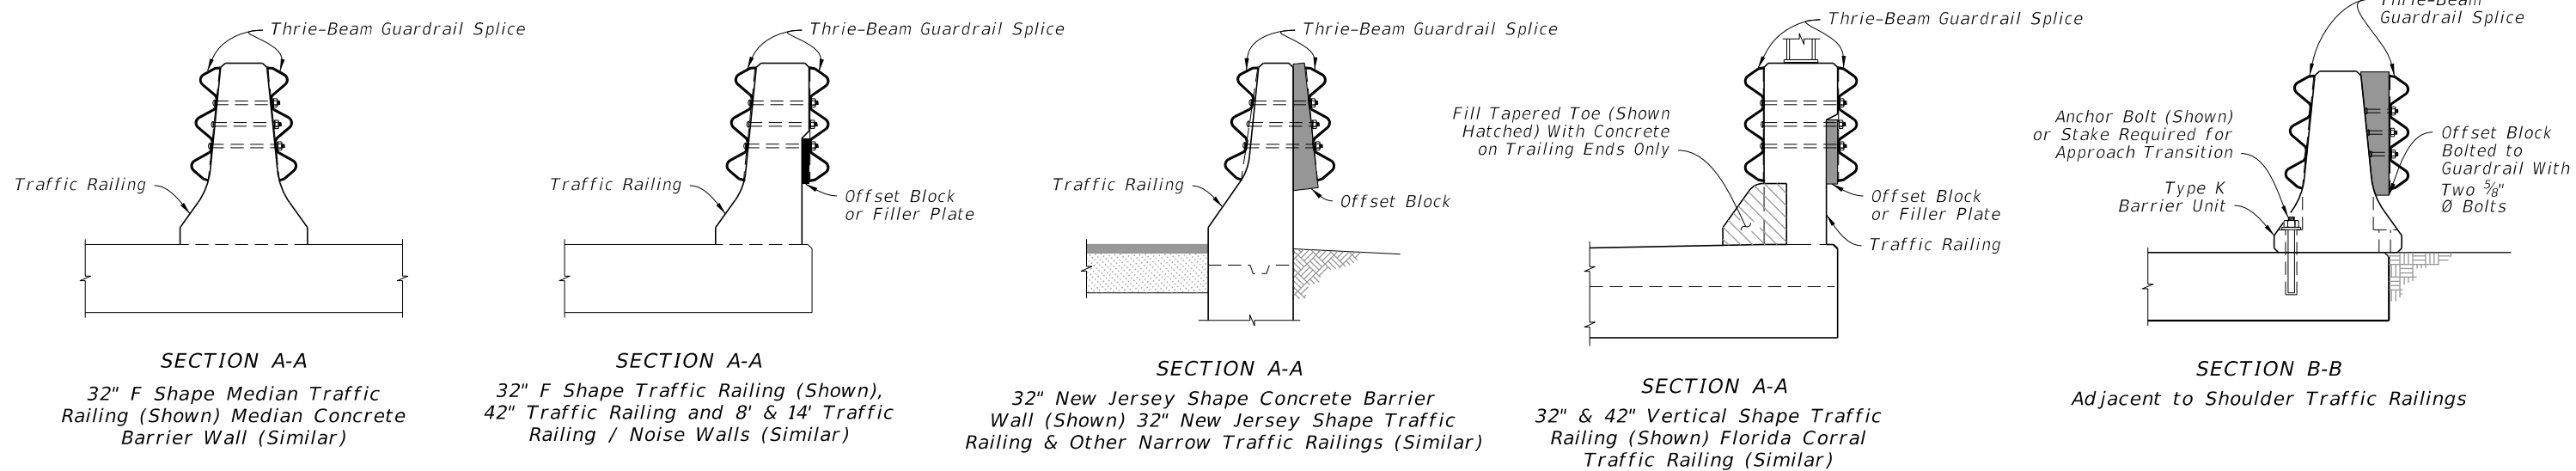 Thrie-Beam Guardrail Splice
Traffic Railing
SECTION A-A
32" F Shape Median Traffic
Railing (Shown) Median Concrete
Barrier Wall (Similar)
Thrie-Beam Guardrail Splice
Traffic Railing
Offset Block
or Filler Plate
SECTION A-A
32" F Shape Traffic Railing (Shown),
42" Traffic Railing and 8' & 14' Traffic
Railing / Noise Walls (Similar)
Thrie-Beam Guardrail Splice
Traffic Railing
Offset Block
SECTION A-A
32" New Jersey Shape Concrete Barrier
Wall (Shown) 32" New Jersey Shape Traffic
Railing & Other Narrow Traffic Railings (Similar)
Thrie-Beam Guardrail Splice
Fill Tapered Toe (Shown
Hatched) With Concrete
on Trailing Ends Only
Offset Block
or Filler Plate
Traffic Railing
SECTION A-A
32" & 42" Vertical Shape Traffic
Railing (Shown) Florida Corral
Traffic Railing (Similar)
Thrie-Beam
Guardrail Splice
Anchor Bolt (Shown)
or Stake Required for
Approach Transition
Type K
Barrier Unit
Offset Block
Bolted to
Guardrail With
Two ⅝"
Ø Bolts
SECTION B-B
Adjacent to Shoulder Traffic Railings